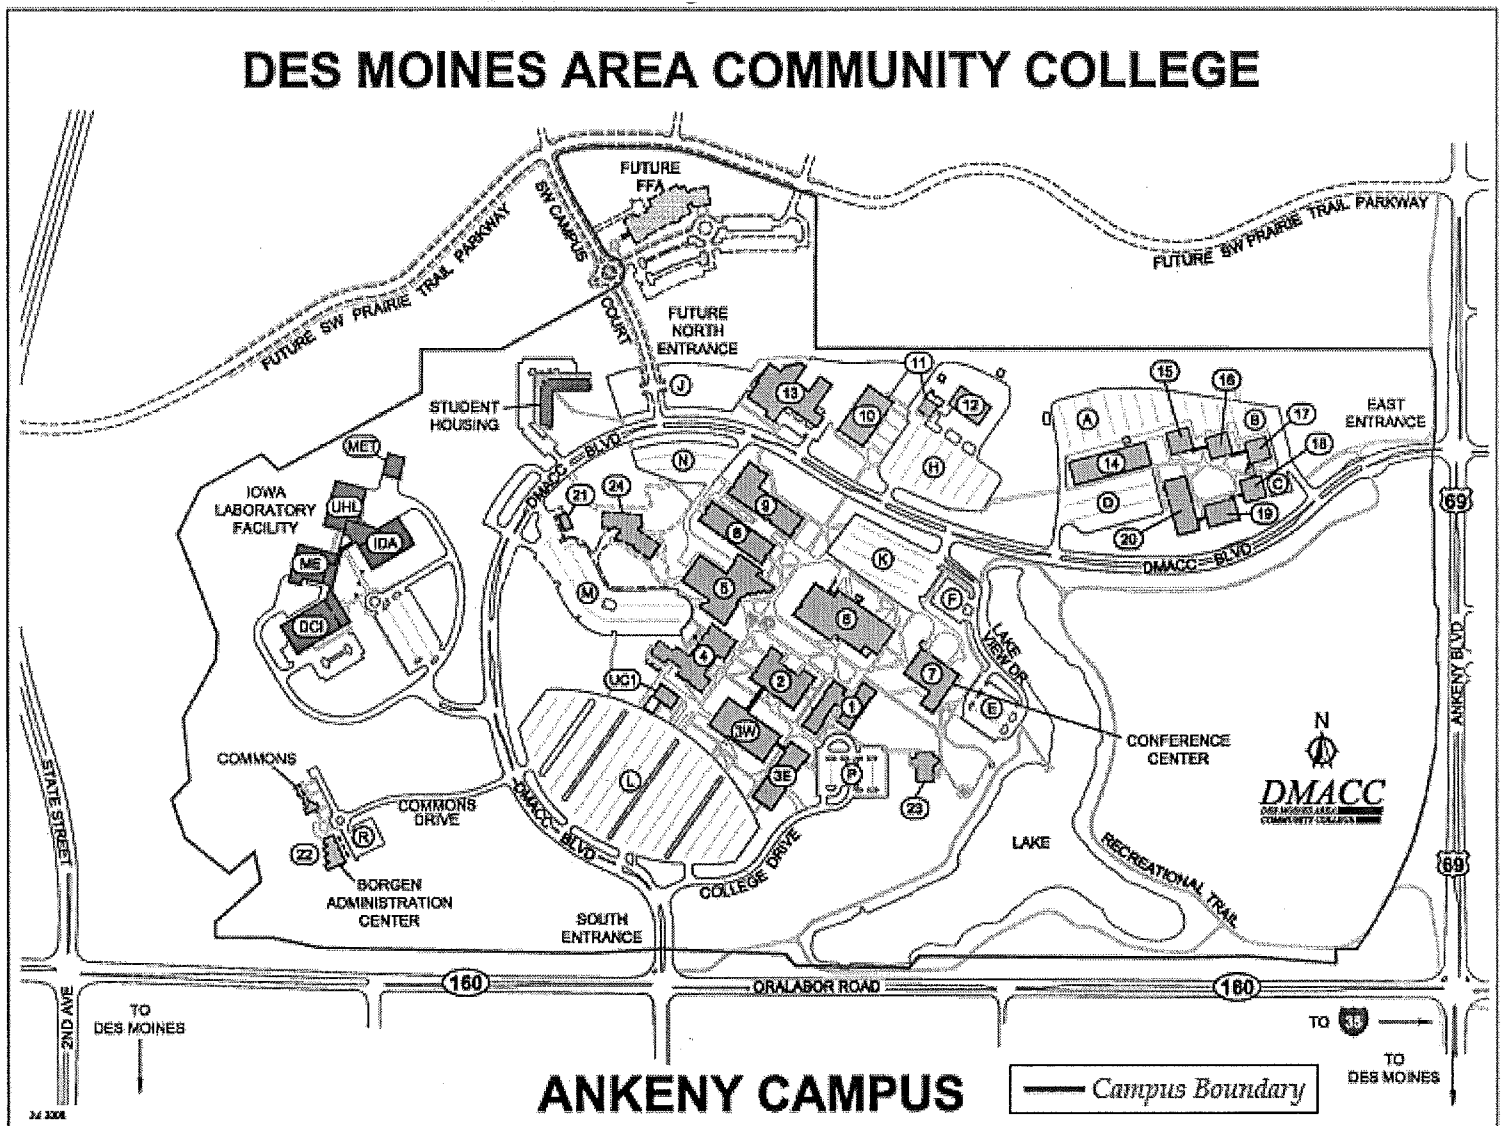 DES MOINES AREA COMMUNITY COLLEGE
FUTURE
FFA
SW CAMPUS
COURT
FUTURE SW PRAIRIE TRAIL PARKWAY
FUTURE SW PRAIRIE TRAIL PARKWAY
FUTURE
NORTH
ENTRANCE
STUDENT
HOUSING
J
13
10
11
12
H
A
15
16
B
17
18
EAST
ENTRANCE
14
D
C
19
20
DMACC BLVD
69
MET
UHL
IOWA
LABORATORY
FACILITY
IDA
ME
DCI
DMACC BLVD
N
21
24
M
9
8
5
K
F
6
LAKE
VIEW DR
7
E
4
UC1
2
1
3W
3E
L
P
23
CONFERENCE
CENTER
N
DMACC
DES MOINES AREA
COMMUNITY COLLEGE
ANKENY BLVD
69
COMMONS
COMMONS
DRIVE
R
22
BORGEN
ADMINISTRATION
CENTER
STATE STREET
DMACC BLVD
COLLEGE DRIVE
LAKE
RECREATIONAL TRAIL
SOUTH
ENTRANCE
160
ORALABOR ROAD
160
2ND AVE
TO
DES MOINES
TO 35
TO
DES MOINES
ANKENY CAMPUS
Campus Boundary